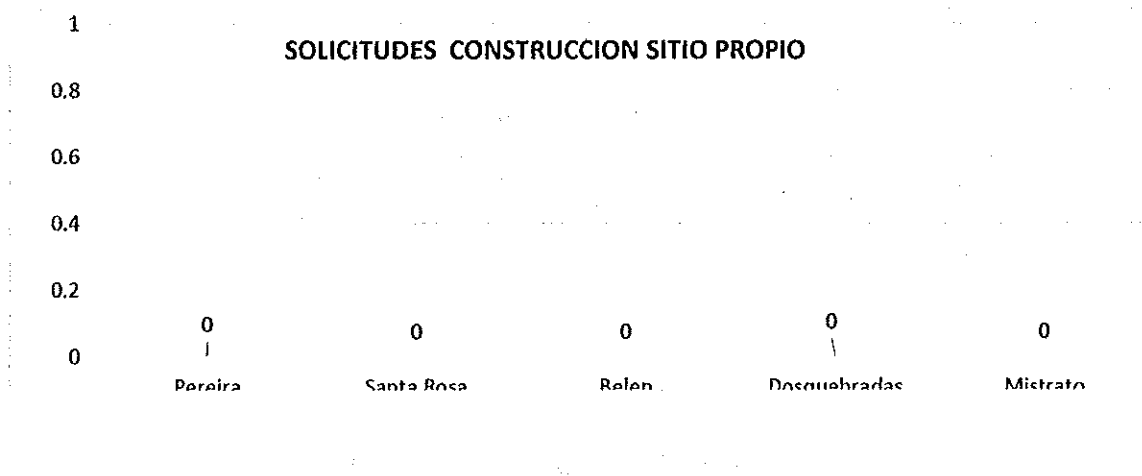 1
SOLICITUDES CONSTRUCCION SITIO PROPIO
0.8
0.6
0.4
0.2
0 0 0 0 0
0
Pereira Santa Rosa Belen Dosquebradas Mistrato